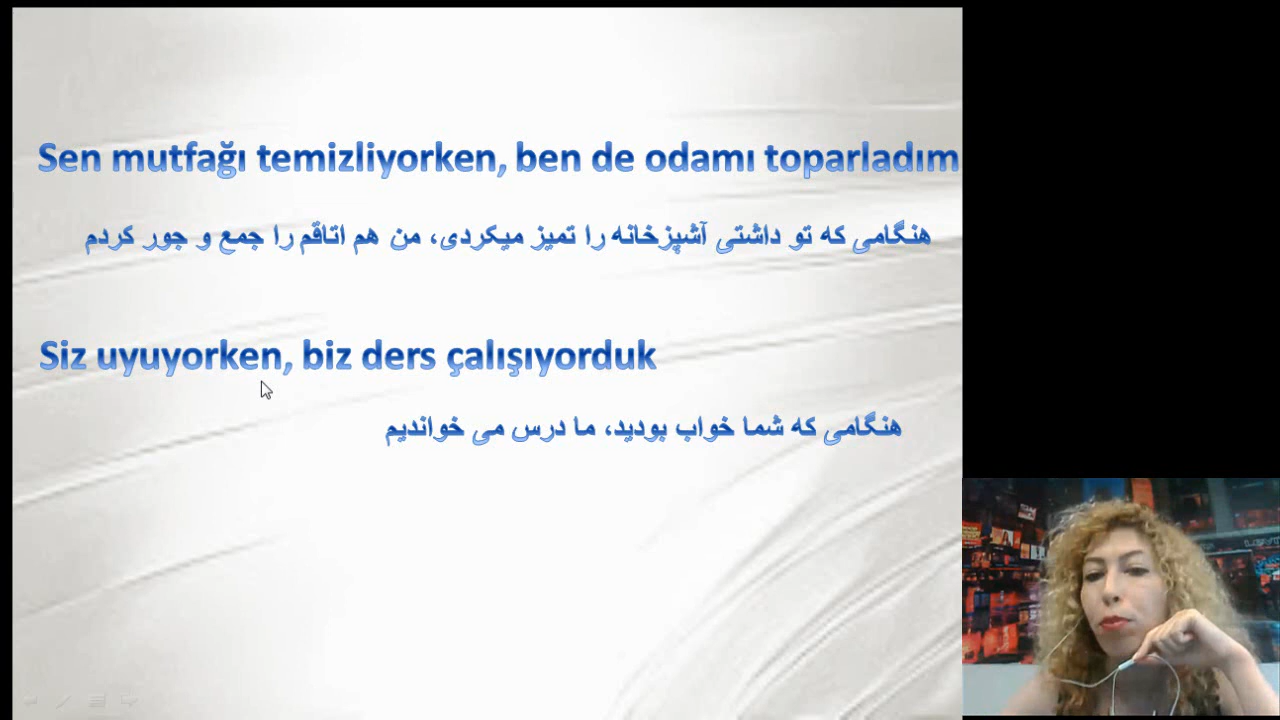 Sen mutfağı temizliyorken, ben de odamı toparladım
هنگامی که تو داشتی آشپزخانه را تمیز میکردی، من هم اتاقم را جمع و جور کردم
Siz uyuyorken, biz ders çalışıyorduk
هنگامی که شما خواب بودید، ما درس می خواندیم